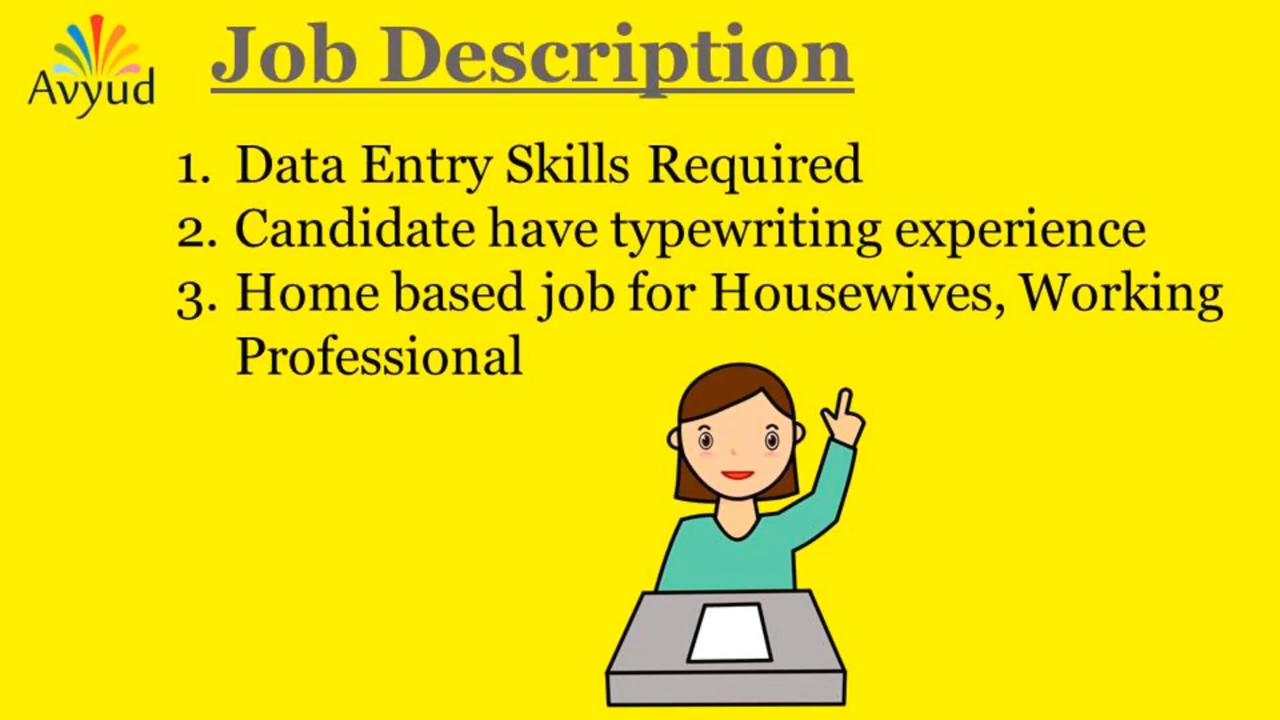 Avyud
Job Description
1. Data Entry Skills Required
2. Candidate have typewriting experience
3. Home based job for Housewives, Working
Professional